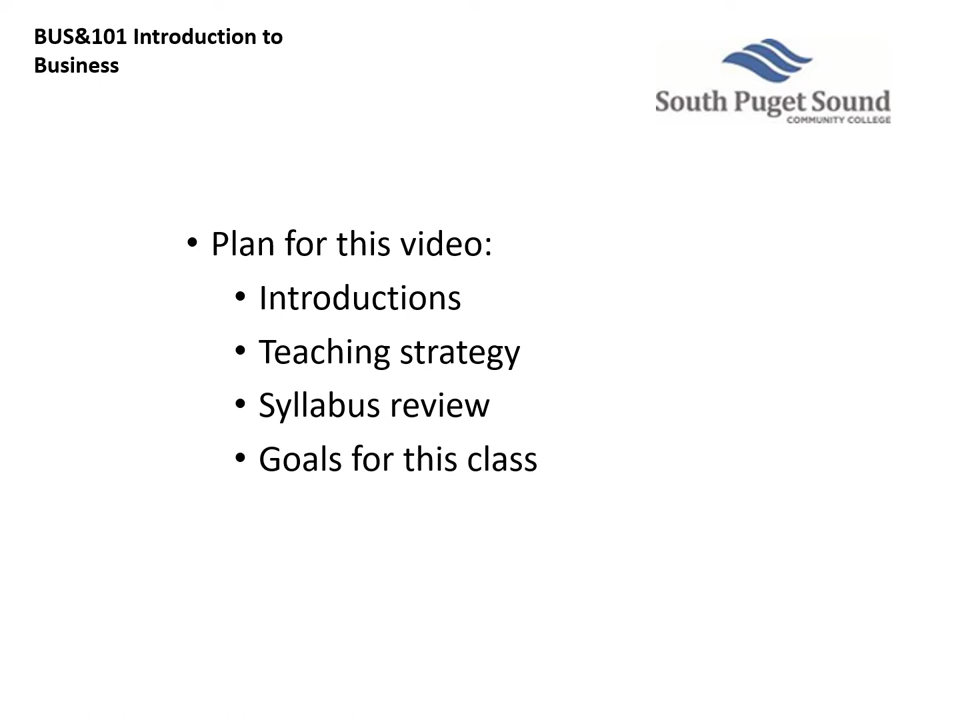 BUS&101 Introduction to
Business
South Puget Sound
COMMUNITY COLLEGE
• Plan for this video:
• Introductions
• Teaching strategy
• Syllabus review
• Goals for this class